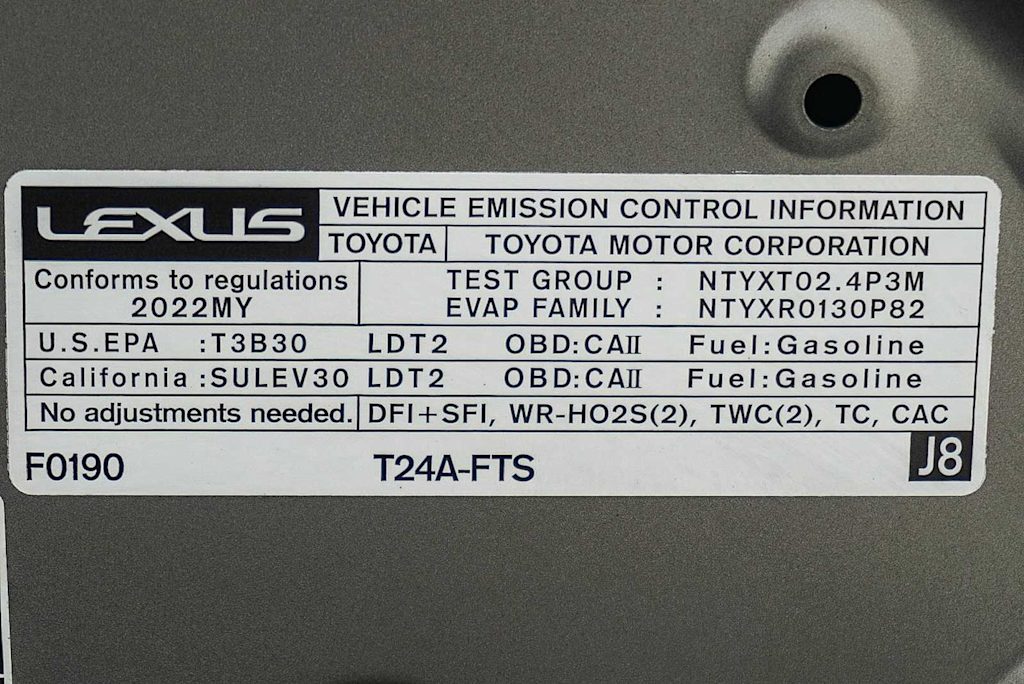 LEXUS
VEHICLE EMISSION CONTROL INFORMATION
TOYOTA TOYOTA MOTOR CORPORATION
Conforms to regulations
2022MY
TEST GROUP : NTYXT02.4P3M
EVAP FAMILY : NTYXR0130P82
U.S.EPA :T3B30 LDT2 OBD:CAII Fuel:Gasoline
California :SULEV30 LDT2 OBD:CAII Fuel:Gasoline
No adjustments needed. DFI+SFI, WR-HO2S(2), TWC(2), TC, CAC
F0190 T24A-FTS J8